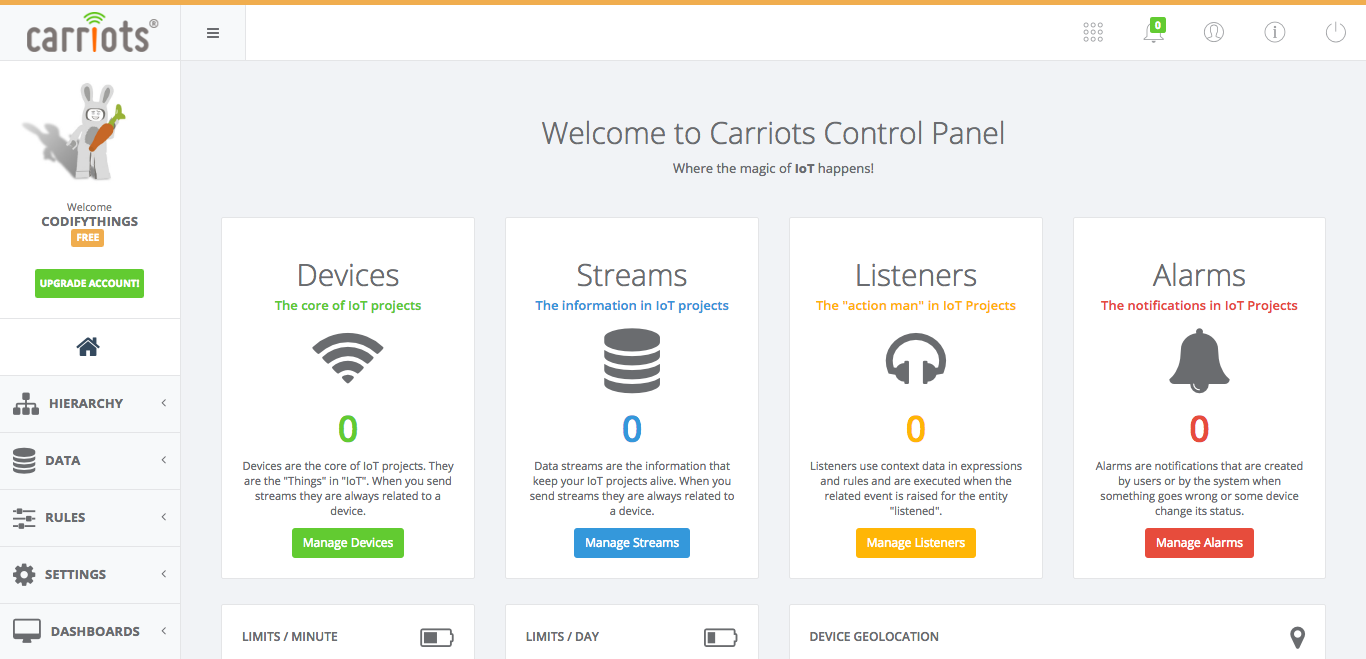 carriots®
0
Welcome
CODIFYTHINGS
FREE
UPGRADE ACCOUNT!
HIERARCHY
DATA
RULES
SETTINGS
DASHBOARDS
Welcome to Carriots Control Panel
Where the magic of IoT happens!
Devices
The core of IoT projects
0
Devices are the core of IoT projects. They
are the "Things" in "IoT". When you send
streams they are always related to a
device.
Manage Devices
Streams
The information in IoT projects
0
Data streams are the information that
keep your IoT projects alive. When you
send streams they are always related to
a device.
Manage Streams
Listeners
The "action man" in IoT Projects
0
Listeners use context data in expressions
and rules and are executed when the
related event is raised for the entity
"listened".
Manage Listeners
Alarms
The notifications in IoT Projects
0
Alarms are notifications that are created
by users or by the system when
something goes wrong or some device
change its status.
Manage Alarms
LIMITS / MINUTE
LIMITS / DAY
DEVICE GEOLOCATION